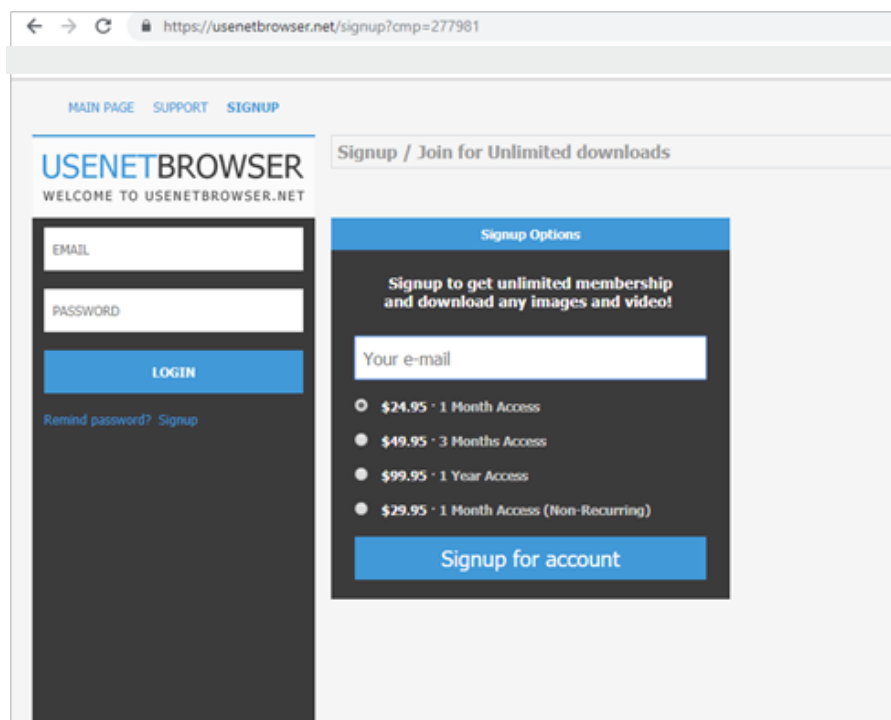 https://usenetbrowser.net/signup?cmp=277981
MAIN PAGE SUPPORT SIGNUP
USENETBROWSER
WELCOME TO USENETBROWSER.NET
EMAIL
PASSWORD
LOGIN
Remind password? Signup
Signup / Join for Unlimited downloads
Signup Options
Signup to get unlimited membership
and download any images and video!
Your e-mail
$24.95 · 1 Month Access
$49.95 · 3 Months Access
$99.95 · 1 Year Access
$29.95 · 1 Month Access (Non-Recurring)
Signup for account